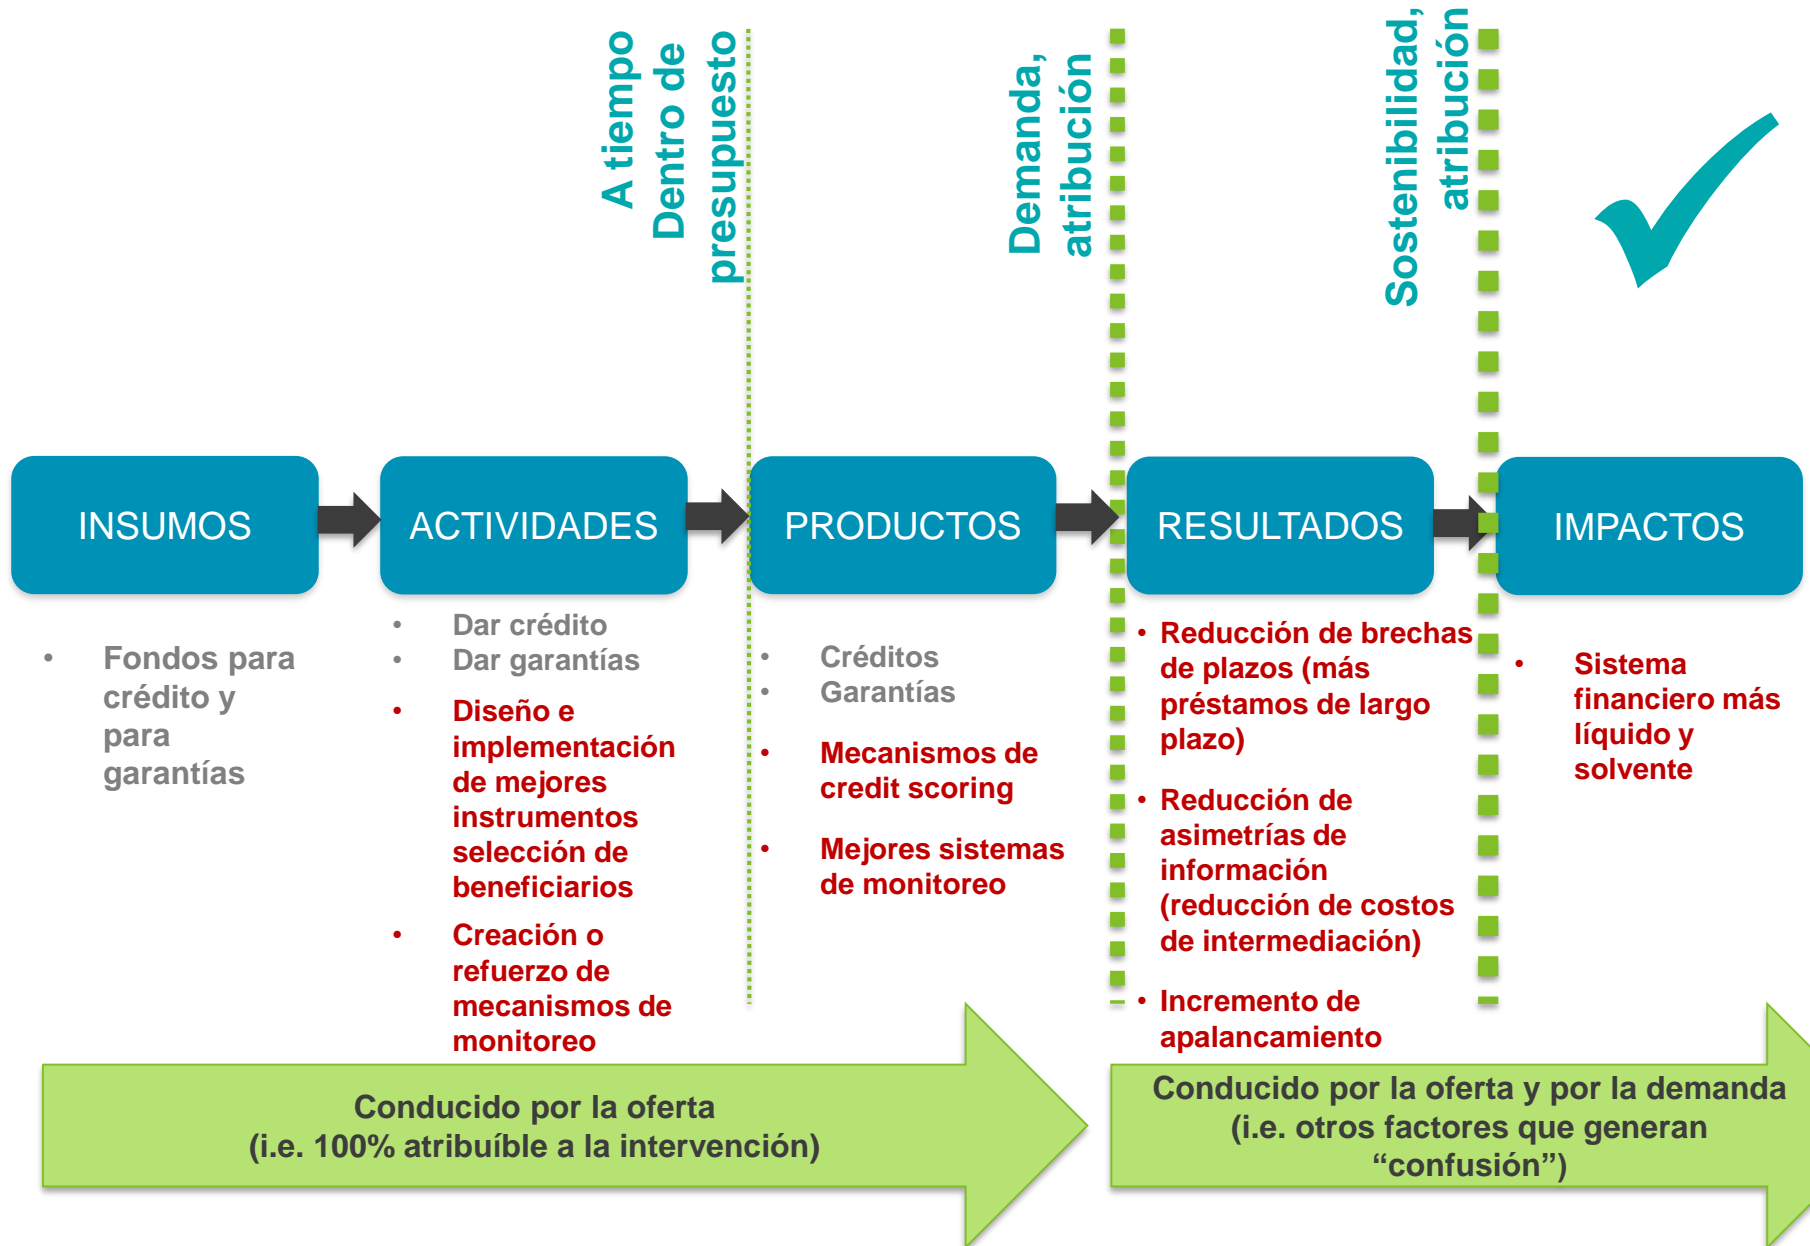 A tiempo
Dentro de
presupuesto
Demanda,
atribución
Sostenibilidad,
atribución
INSUMOS
ACTIVIDADES
PRODUCTOS
RESULTADOS
IMPACTOS
• Fondos para
crédito y
para
garantías
• Dar crédito
• Dar garantías
• Diseño e
implementación
de mejores
instrumentos
selección de
beneficiarios
• Creación o
refuerzo de
mecanismos de
monitoreo
• Créditos
• Garantías
• Mecanismos de
credit scoring
• Mejores sistemas
de monitoreo
• Reducción de brechas
de plazos (más
préstamos de largo
plazo)
• Reducción de
asimetrías de
información
(reducción de costos
de intermediación)
• Incremento de
apalancamiento
• Sistema
financiero más
líquido y
solvente
Conducido por la oferta
(i.e. 100% atribuíble a la intervención)
Conducido por la oferta y por la demanda
(i.e. otros factores que generan
“confusión”)